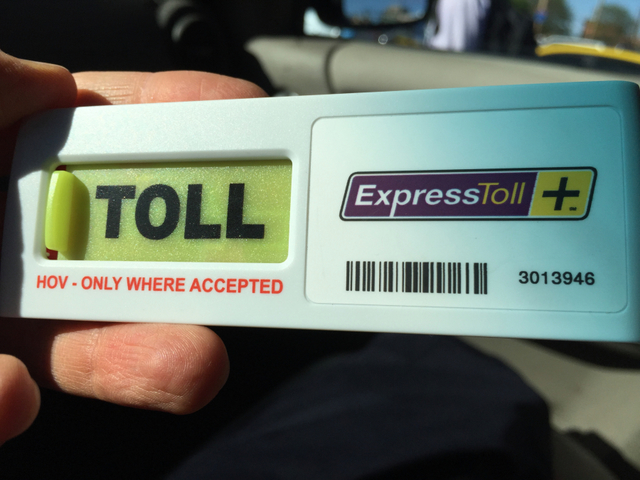 TOLL
HOV - ONLY WHERE ACCEPTED
ExpressToll +
3013946